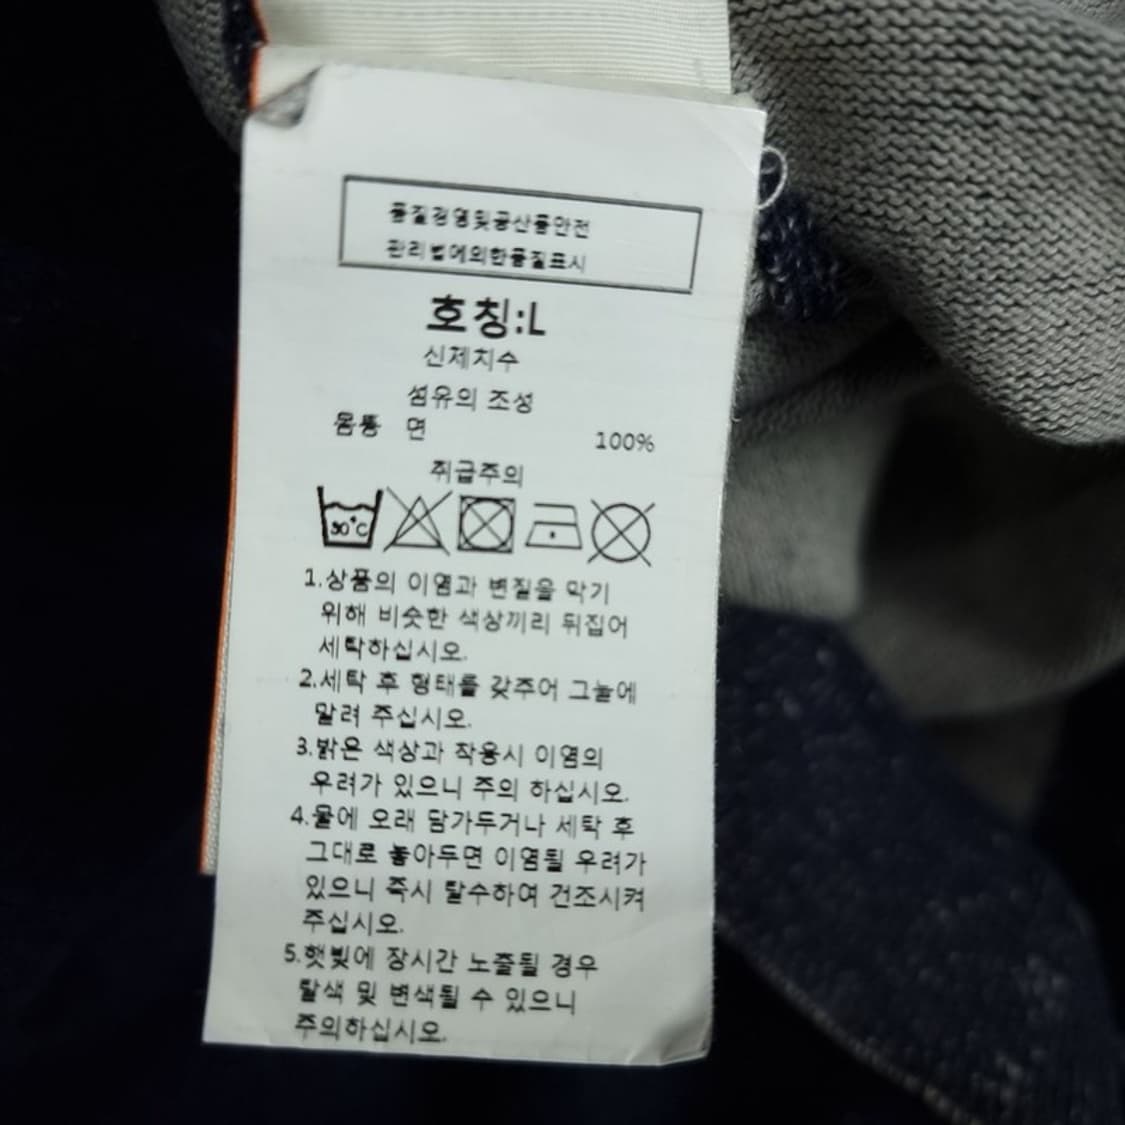 품질경영및공산품안전
관리법에의한품질표시
호칭:L
신체치수
섬유의 조성
몸통 면 100%
취급주의
30°C
1.상품의 이염과 변질을 막기
위해 비슷한 색상끼리 뒤집어
세탁하십시오.
2.세탁 후 형태를 갖추어 그늘에
말려 주십시오.
3.밝은 색상과 착용시 이염의
우려가 있으니 주의 하십시오.
4.물에 오래 담가두거나 세탁 후
그대로 놓아두면 이염될 우려가
있으니 즉시 탈수하여 건조시켜
주십시오.
5.햇빛에 장시간 노출될 경우
탈색 및 변색될 수 있으니
주의하십시오.